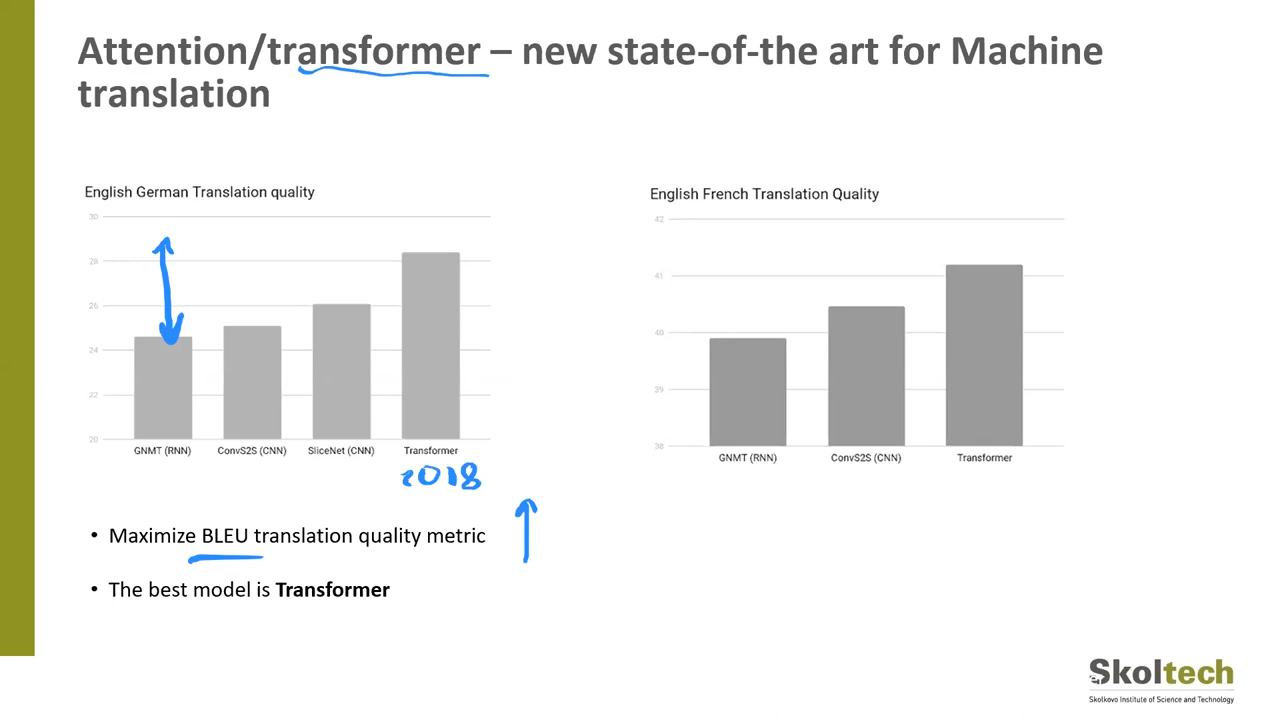 Attention/transformer – new state-of-the art for Machine
translation
English German Translation quality
30
28
26
24
22
20
GNMT (RNN)
ConvS2S (CNN)
SliceNet (CNN)
Transformer
2018
English French Translation Quality
42
41
40
39
38
GNMT (RNN)
ConvS2S (CNN)
Transformer
• Maximize BLEU translation quality metric
• The best model is Transformer
Skoltech
Skolkovo Institute of Science and Technology